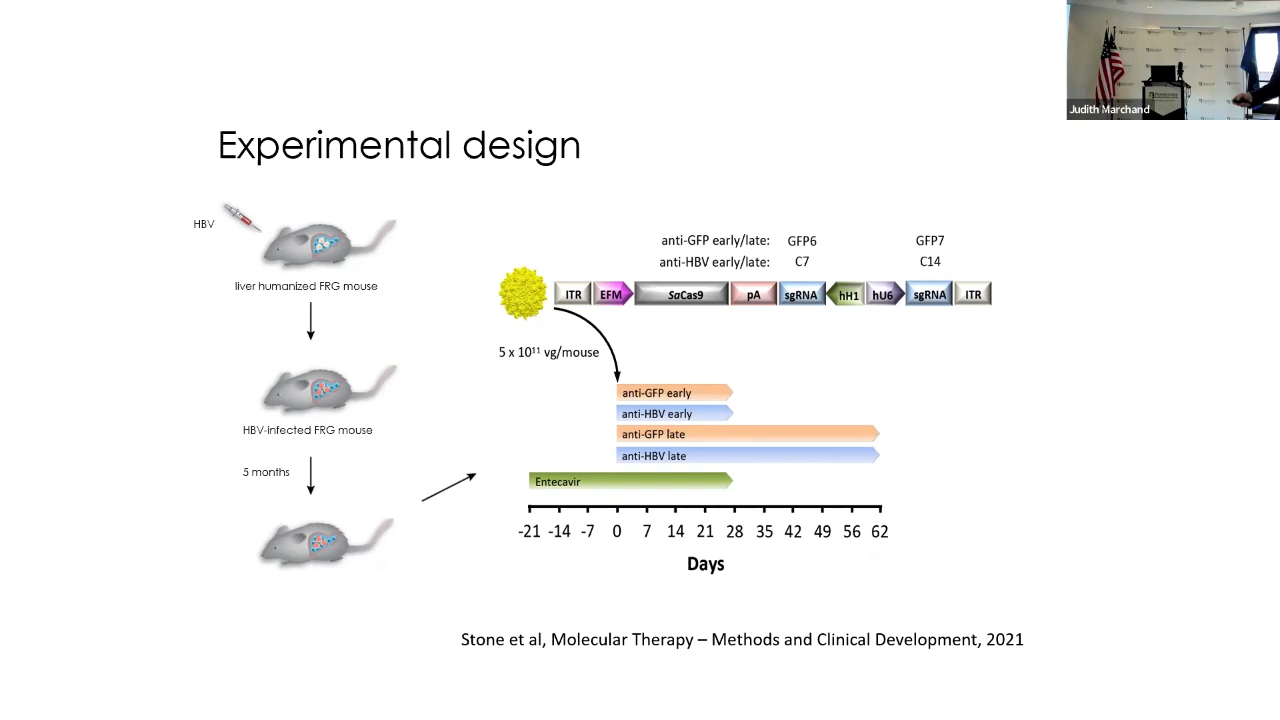 Judith Marchand
Experimental design
HBV
liver humanized FRG mouse
HBV-infected FRG mouse
5 months
anti-GFP early/late: GFP6 GFP7
anti-HBV early/late: C7 C14
ITR EFM SaCas9 pA sgRNA hH1 hU6 sgRNA ITR
5 x 10¹¹ vg/mouse
anti-GFP early
anti-HBV early
anti-GFP late
anti-HBV late
Entecavir
-21 -14 -7 0 7 14 21 28 35 42 49 56 62
Days
Stone et al, Molecular Therapy – Methods and Clinical Development, 2021